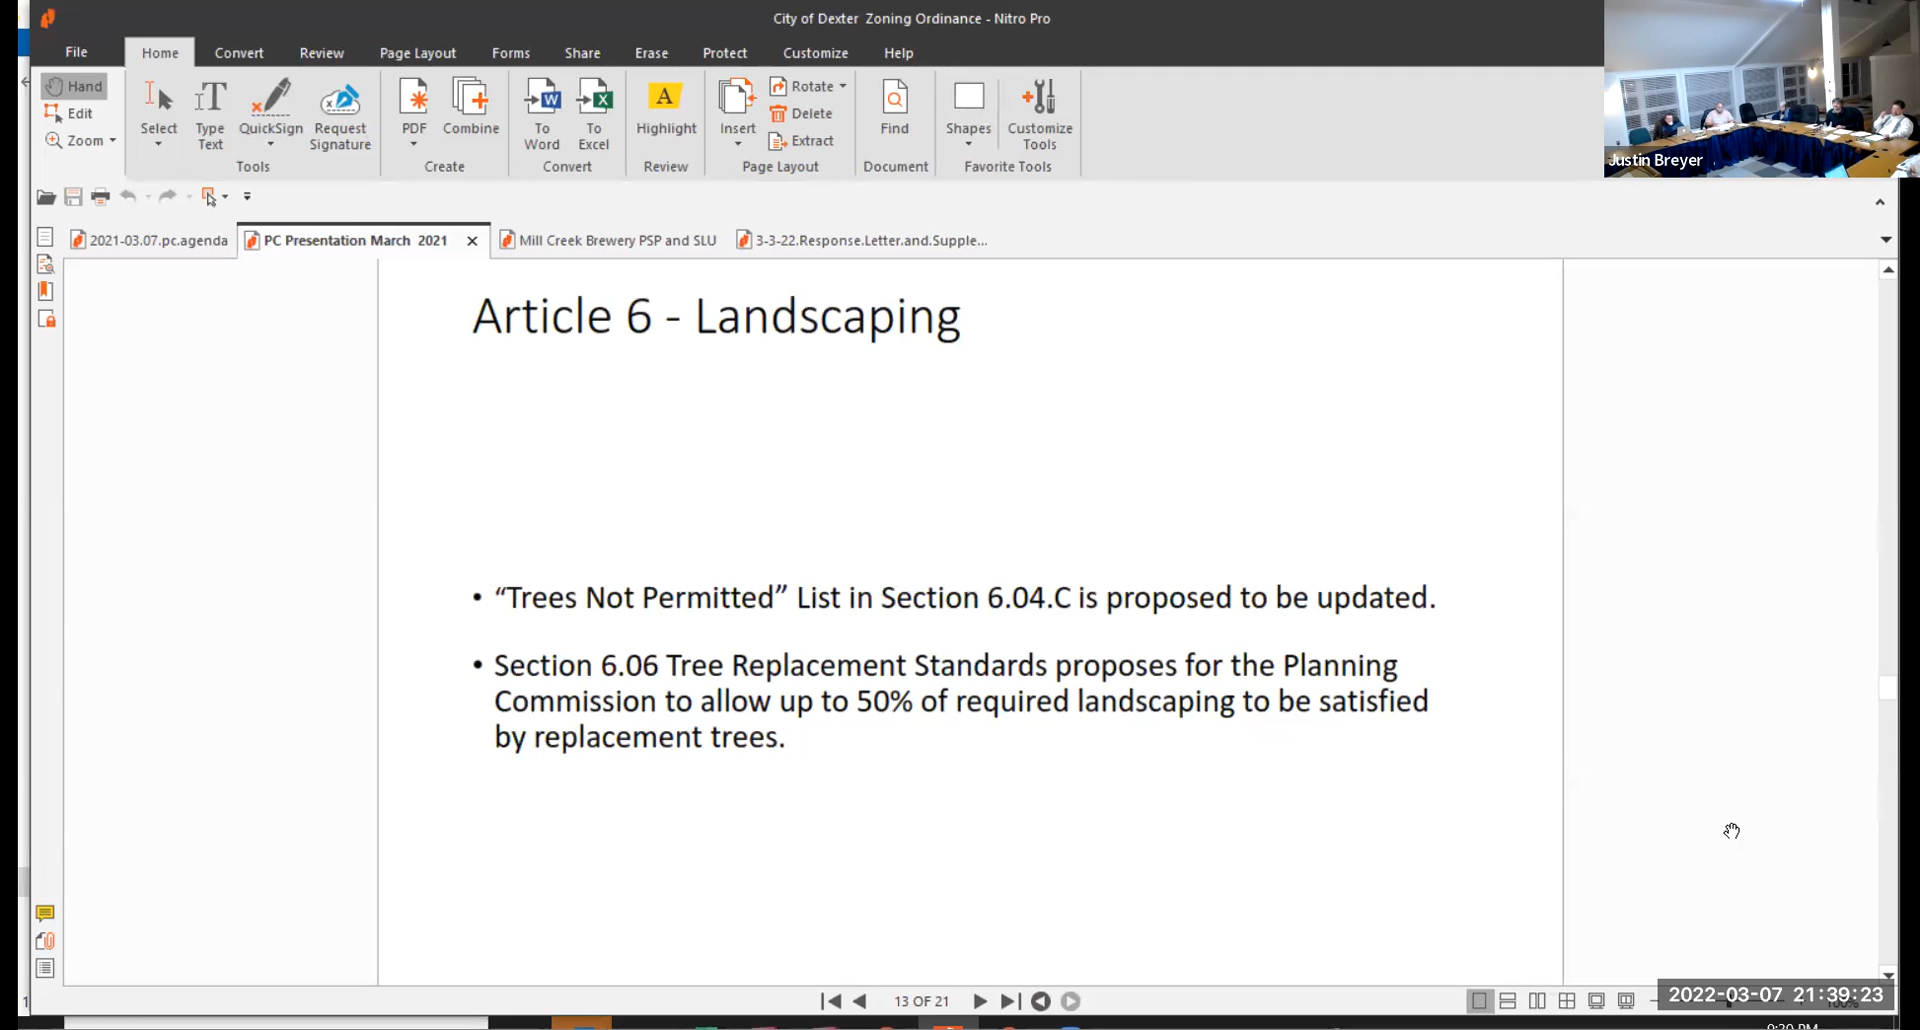 City of Dexter Zoning Ordinance - Nitro Pro
File
Home
Convert
Review
Page Layout
Forms
Share
Erase
Protect
Customize
Help
Hand
Edit
Zoom
Select
Type Text
QuickSign
Request Signature
Tools
PDF
Combine
Create
To Word
To Excel
Convert
Highlight
Review
Insert
Rotate
Delete
Extract
Page Layout
Find
Document
Shapes
Customize Tools
Favorite Tools
Justin Breyer
2021-03.07.pc.agenda
PC Presentation March 2021
Mill Creek Brewery PSP and SLU
3-3-22.Response.Letter.and.Supple...
Article 6 - Landscaping
• “Trees Not Permitted” List in Section 6.04.C is proposed to be updated.
• Section 6.06 Tree Replacement Standards proposes for the Planning
Commission to allow up to 50% of required landscaping to be satisfied
by replacement trees.
13 OF 21
2022-03-07 21:39:23